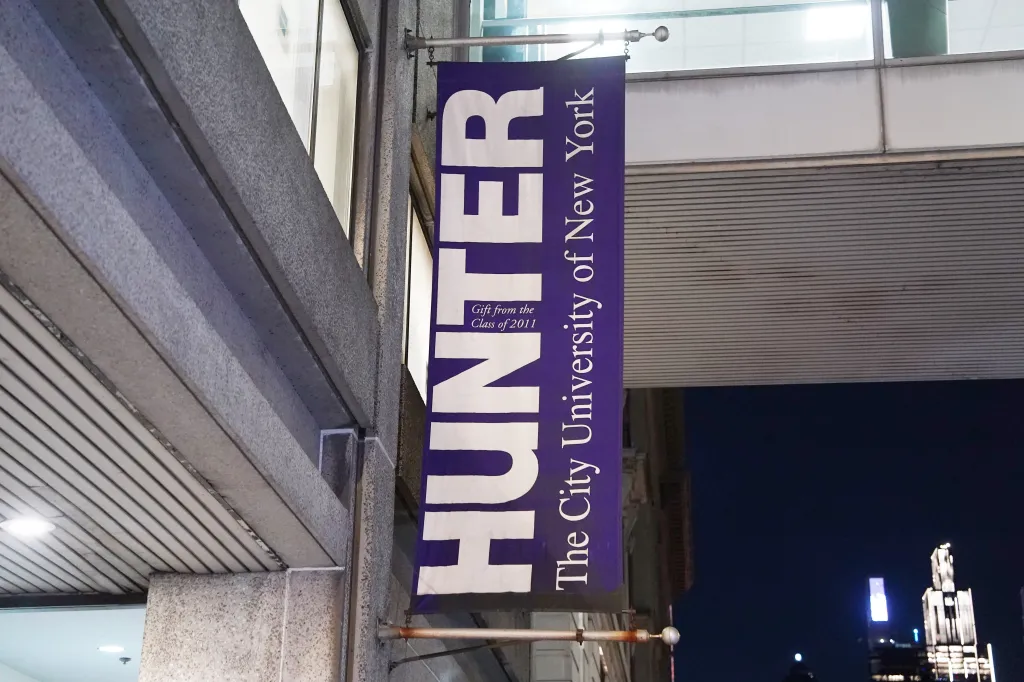 HUNTER
The City University of New York
Gift from the
Class of 2011